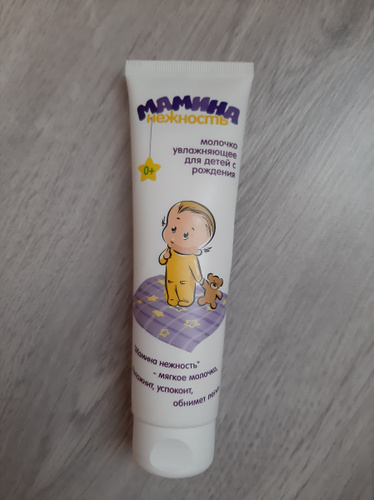 МАМИНА
нежность
молочко
увлажняющее
для детей с
рождения
0+
"Мамина нежность"
- мягкое молочко,
успокоит,
обнимет